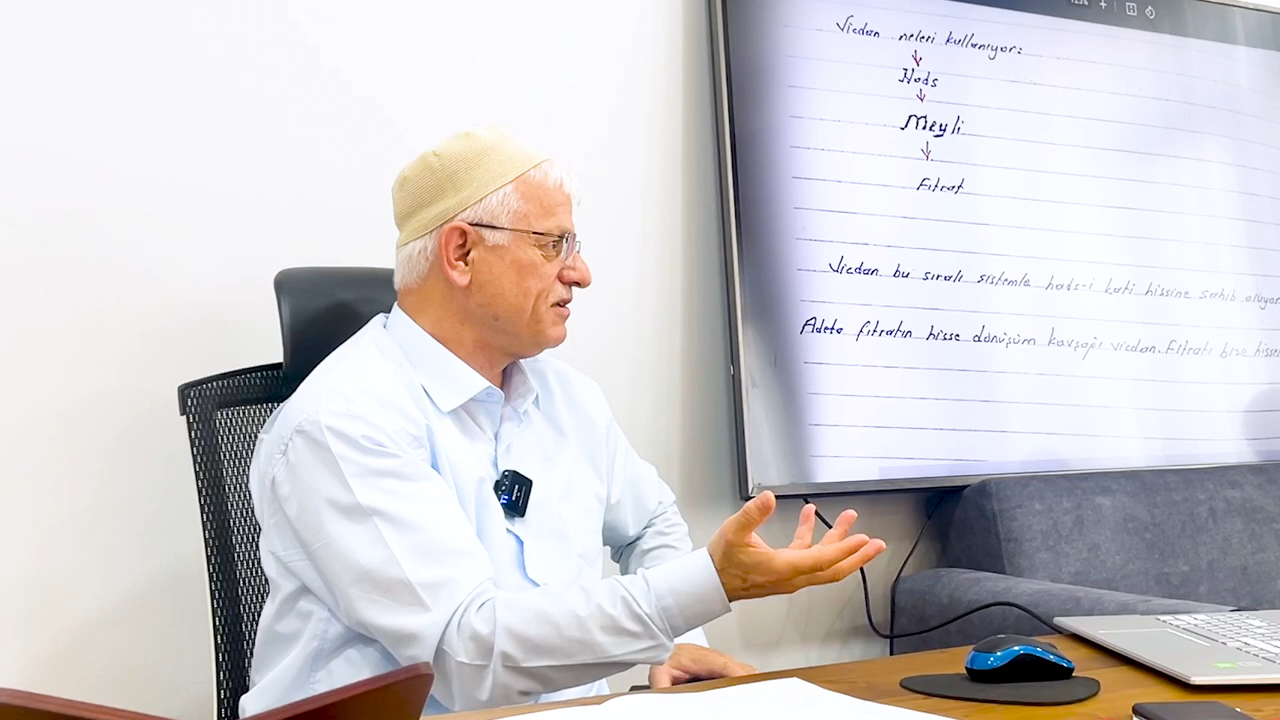 Vicdan neleri kullanıyor:
Hads
Meyli
Fıtrat
Vicdan bu sıralı sistemle hads-i kati hissine sahib oluyor
Adeta fıtratın hisse dönüşüm kavşağı vicdan. Fıtratı bize